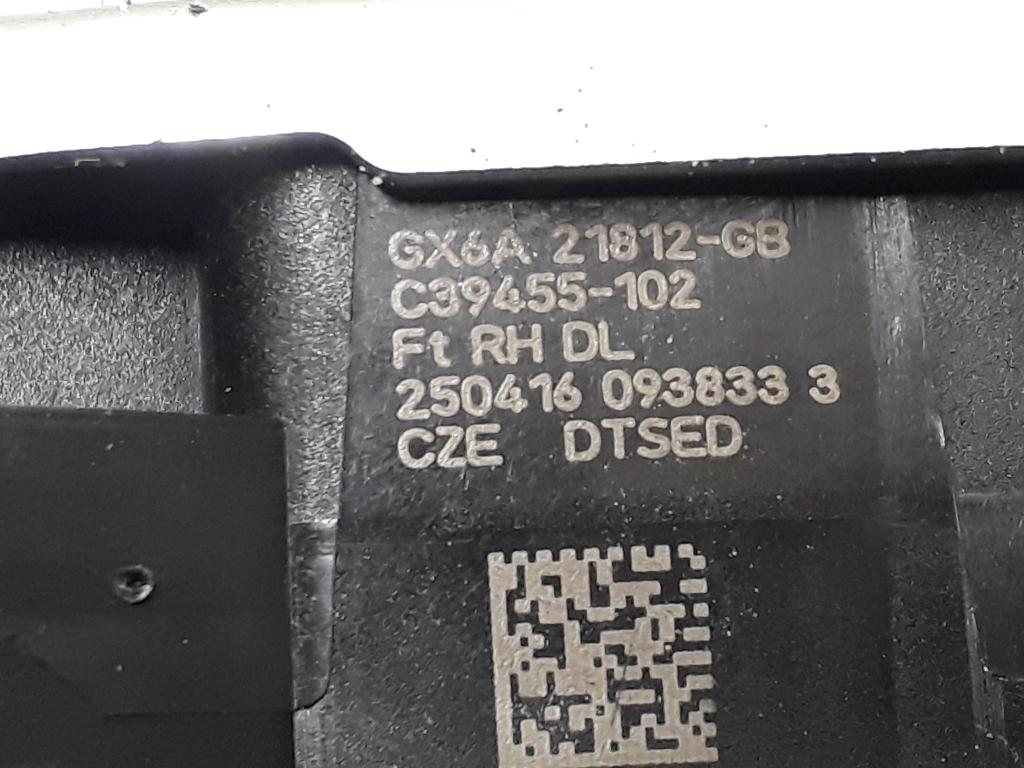 GX6A 21812-GB
C39455-102
Ft RH DL
250416 093833 3
CZE DTSED